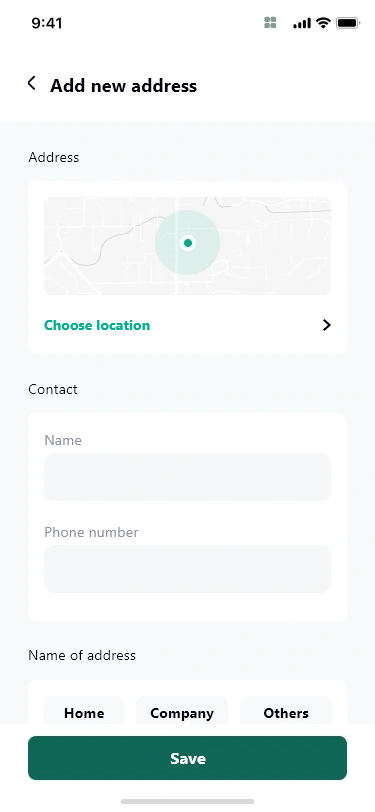 9:41
Add new address
Address
Choose location
Contact
Name
Phone number
Name of address
Home Company Others
Save